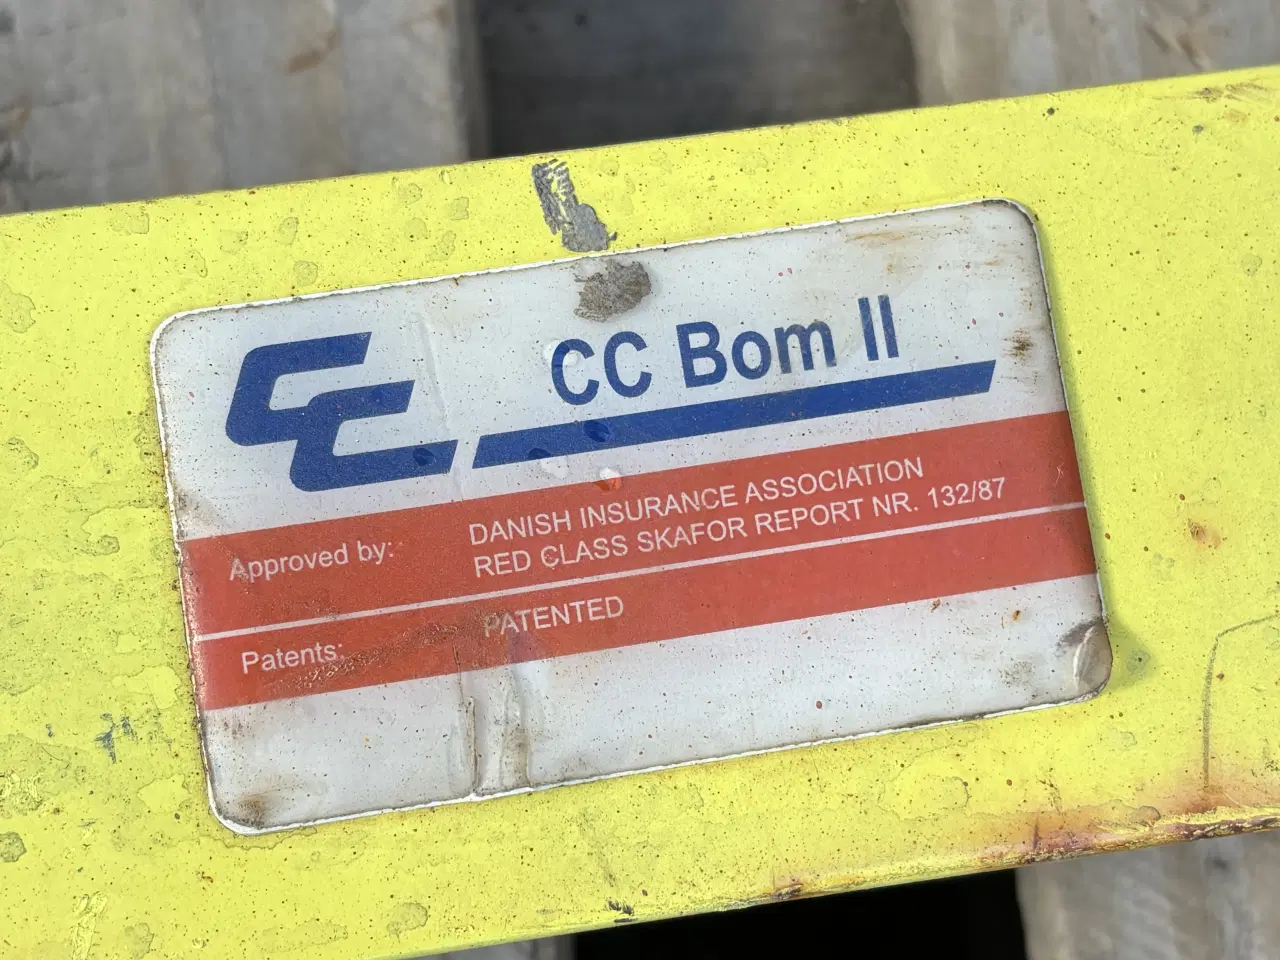 CC
CC Bom II
Approved by: DANISH INSURANCE ASSOCIATION
RED CLASS SKAFOR REPORT NR. 132/87
Patents: PATENTED